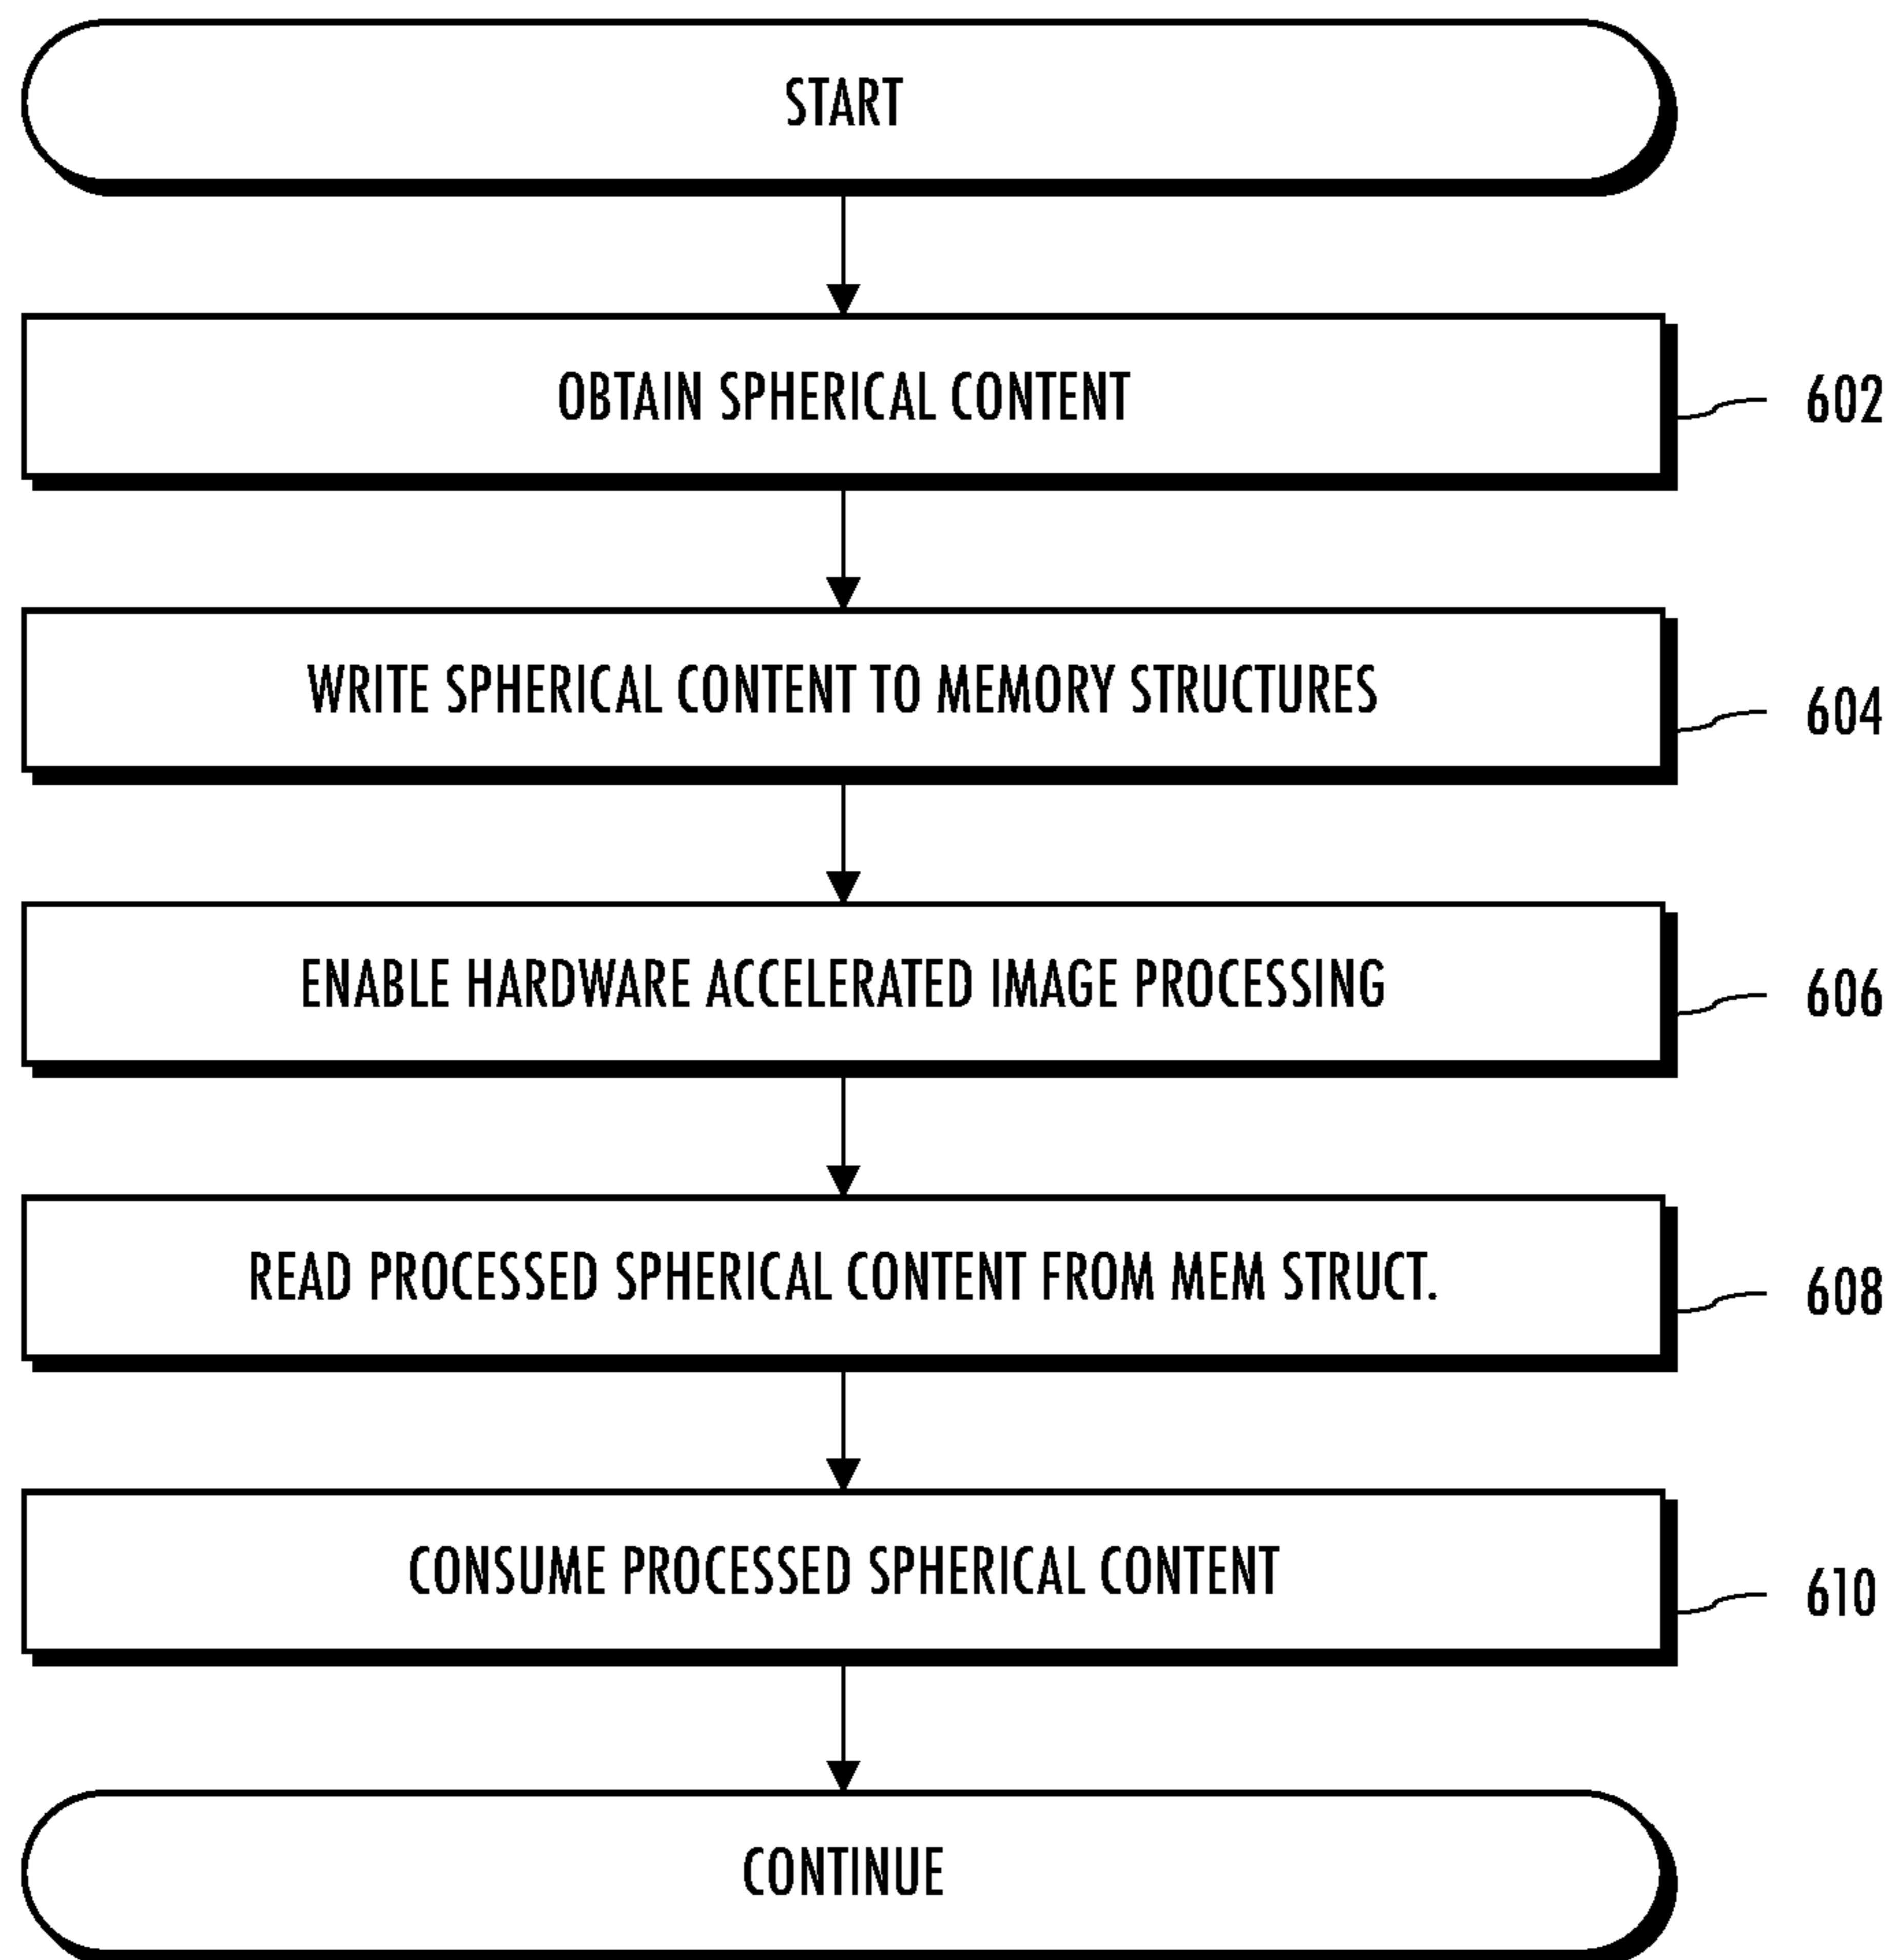 START
OBTAIN SPHERICAL CONTENT
602
WRITE SPHERICAL CONTENT TO MEMORY STRUCTURES
604
ENABLE HARDWARE ACCELERATED IMAGE PROCESSING
606
READ PROCESSED SPHERICAL CONTENT FROM MEM STRUCT.
608
CONSUME PROCESSED SPHERICAL CONTENT
610
CONTINUE